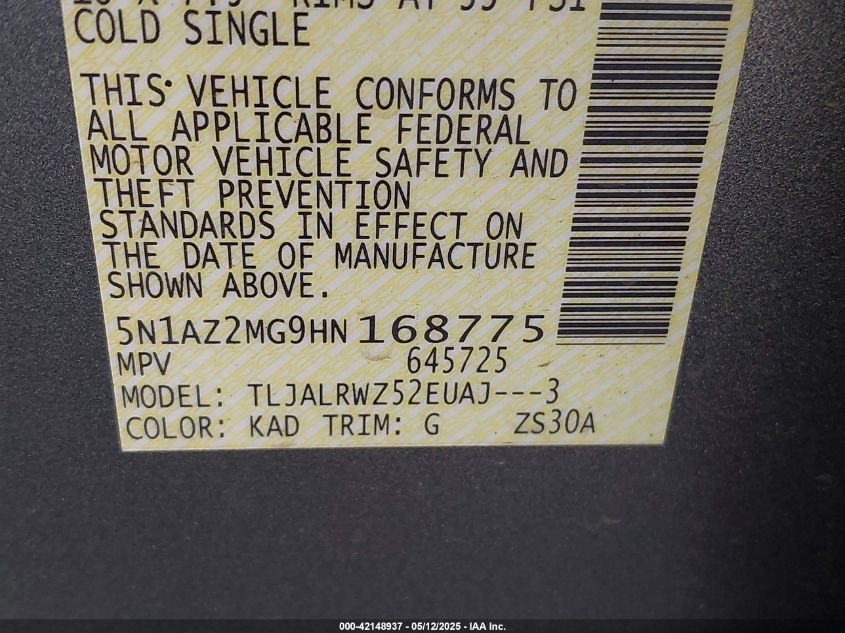 COLD SINGLE
THIS VEHICLE CONFORMS TO
ALL APPLICABLE FEDERAL
MOTOR VEHICLE SAFETY AND
THEFT PREVENTION
STANDARDS IN EFFECT ON
THE DATE OF MANUFACTURE
SHOWN ABOVE.
5N1AZ2MG9HN 168775
MPV 645725
MODEL: TLJALRWZ52EUAJ---3
COLOR: KAD TRIM: G ZS30A
000-42148937 - 05/12/2025 - IAA Inc.